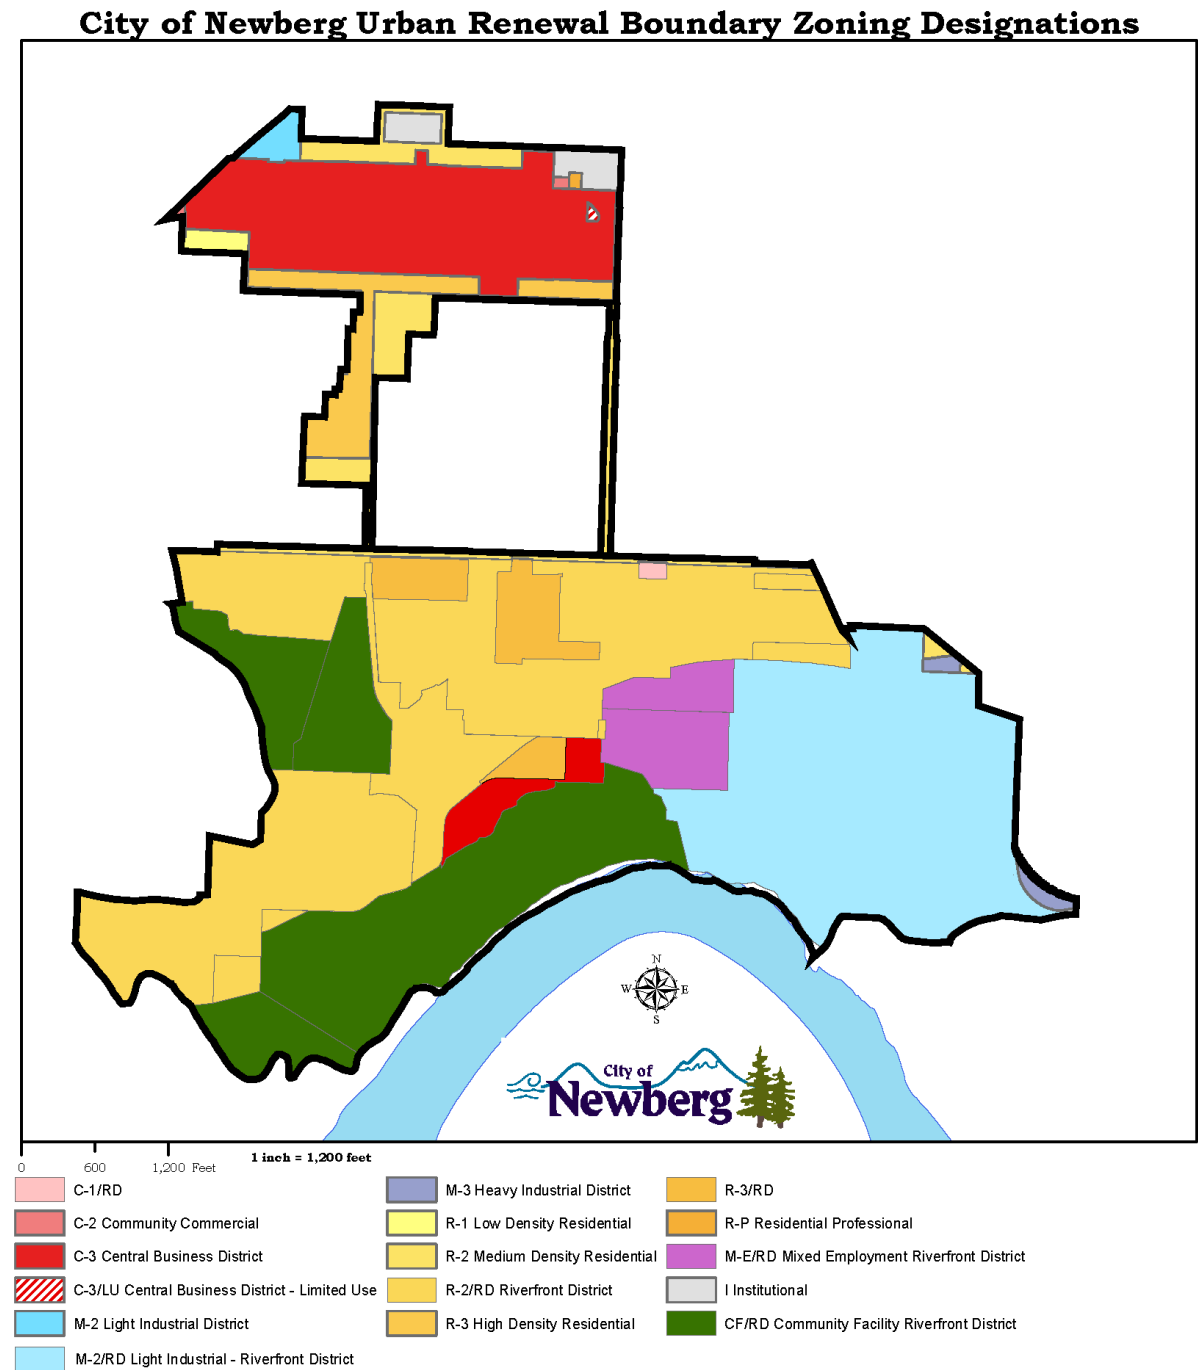 City of Newberg Urban Renewal Boundary Zoning Designations
N
W E
S
City of
Newberg
0 600 1,200 Feet
1 inch = 1,200 feet
C-1/RD
C-2 Community Commercial
C-3 Central Business District
C-3/LU Central Business District - Limited Use
M-2 Light Industrial District
M-2/RD Light Industrial - Riverfront District
M-3 Heavy Industrial District
R-1 Low Density Residential
R-2 Medium Density Residential
R-2/RD Riverfront District
R-3 High Density Residential
R-3/RD
R-P Residential Professional
M-E/RD Mixed Employment Riverfront District
I Institutional
CF/RD Community Facility Riverfront District